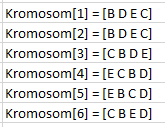 Kromosom[1] = [B D E C]
Kromosom[2] = [B D E C]
Kromosom[3] = [C B D E]
Kromosom[4] = [E C B D]
Kromosom[5] = [E B C D]
Kromosom[6] = [C B E D]